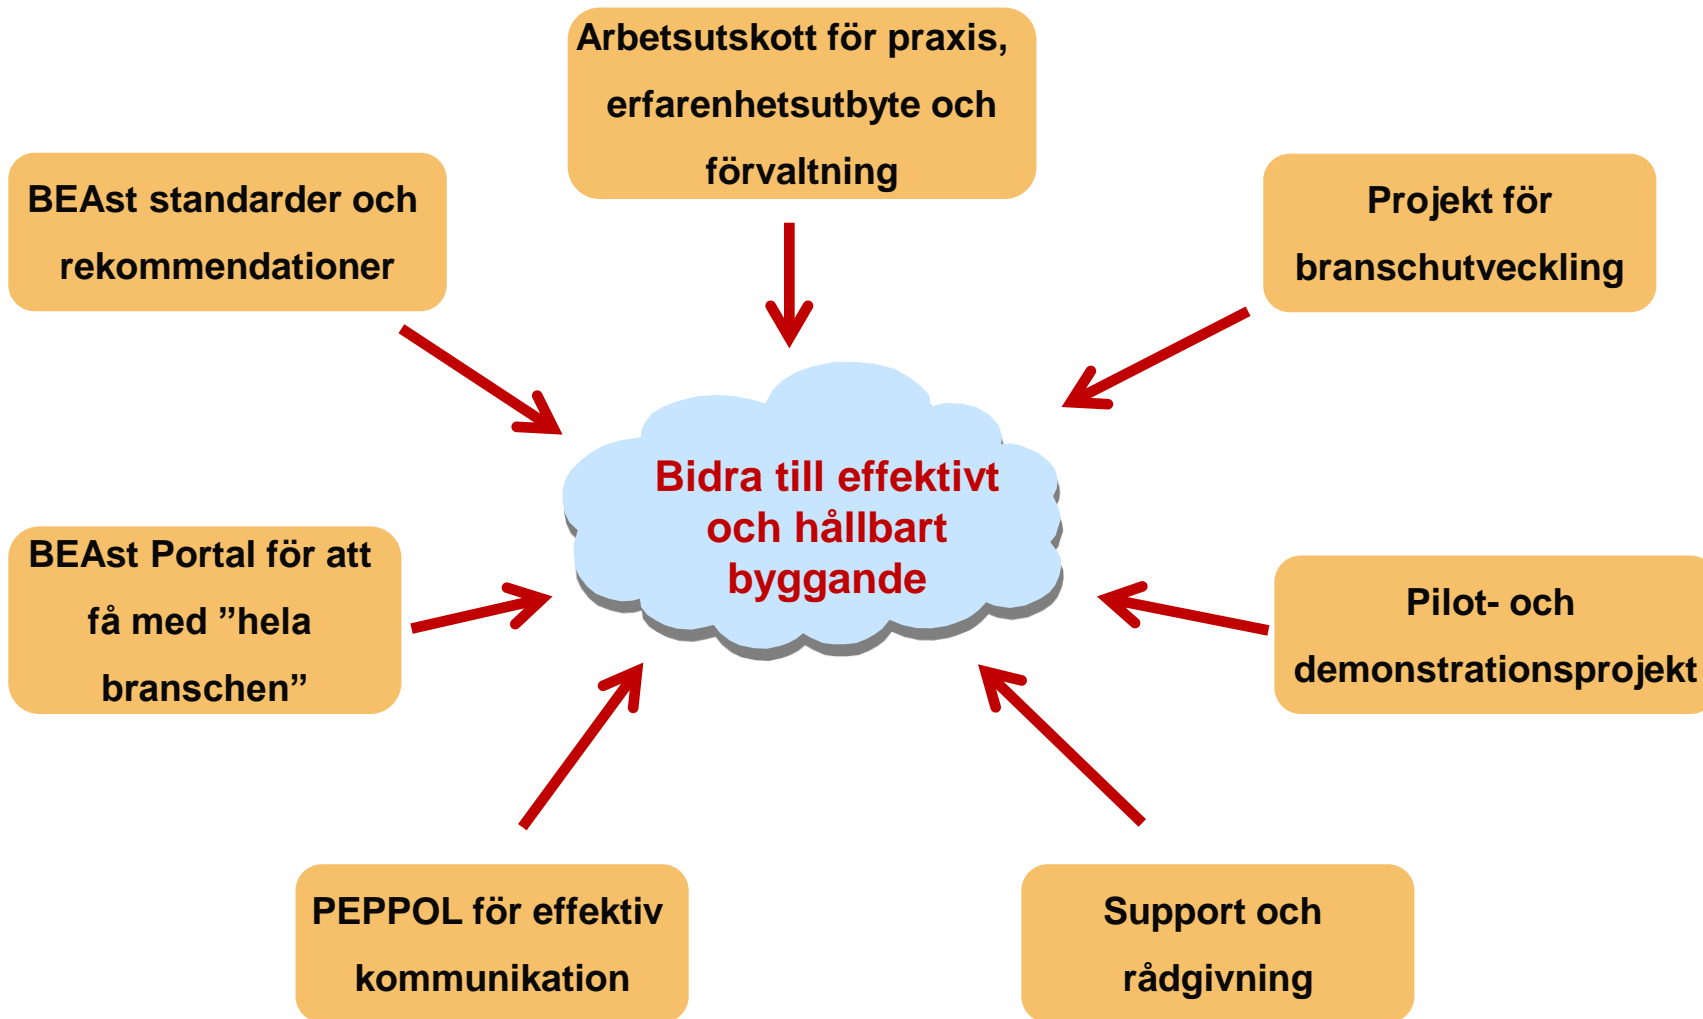 Arbetsutskott för praxis,
erfarenhetsutbyte och
förvaltning
BEAst standarder och
rekommendationer
Projekt för
branschutveckling
Bidra till effektivt
och hållbart
byggande
BEAst Portal för att
få med ”hela
branschen”
Pilot- och
demonstrationsprojekt
PEPPOL för effektiv
kommunikation
Support och
rådgivning